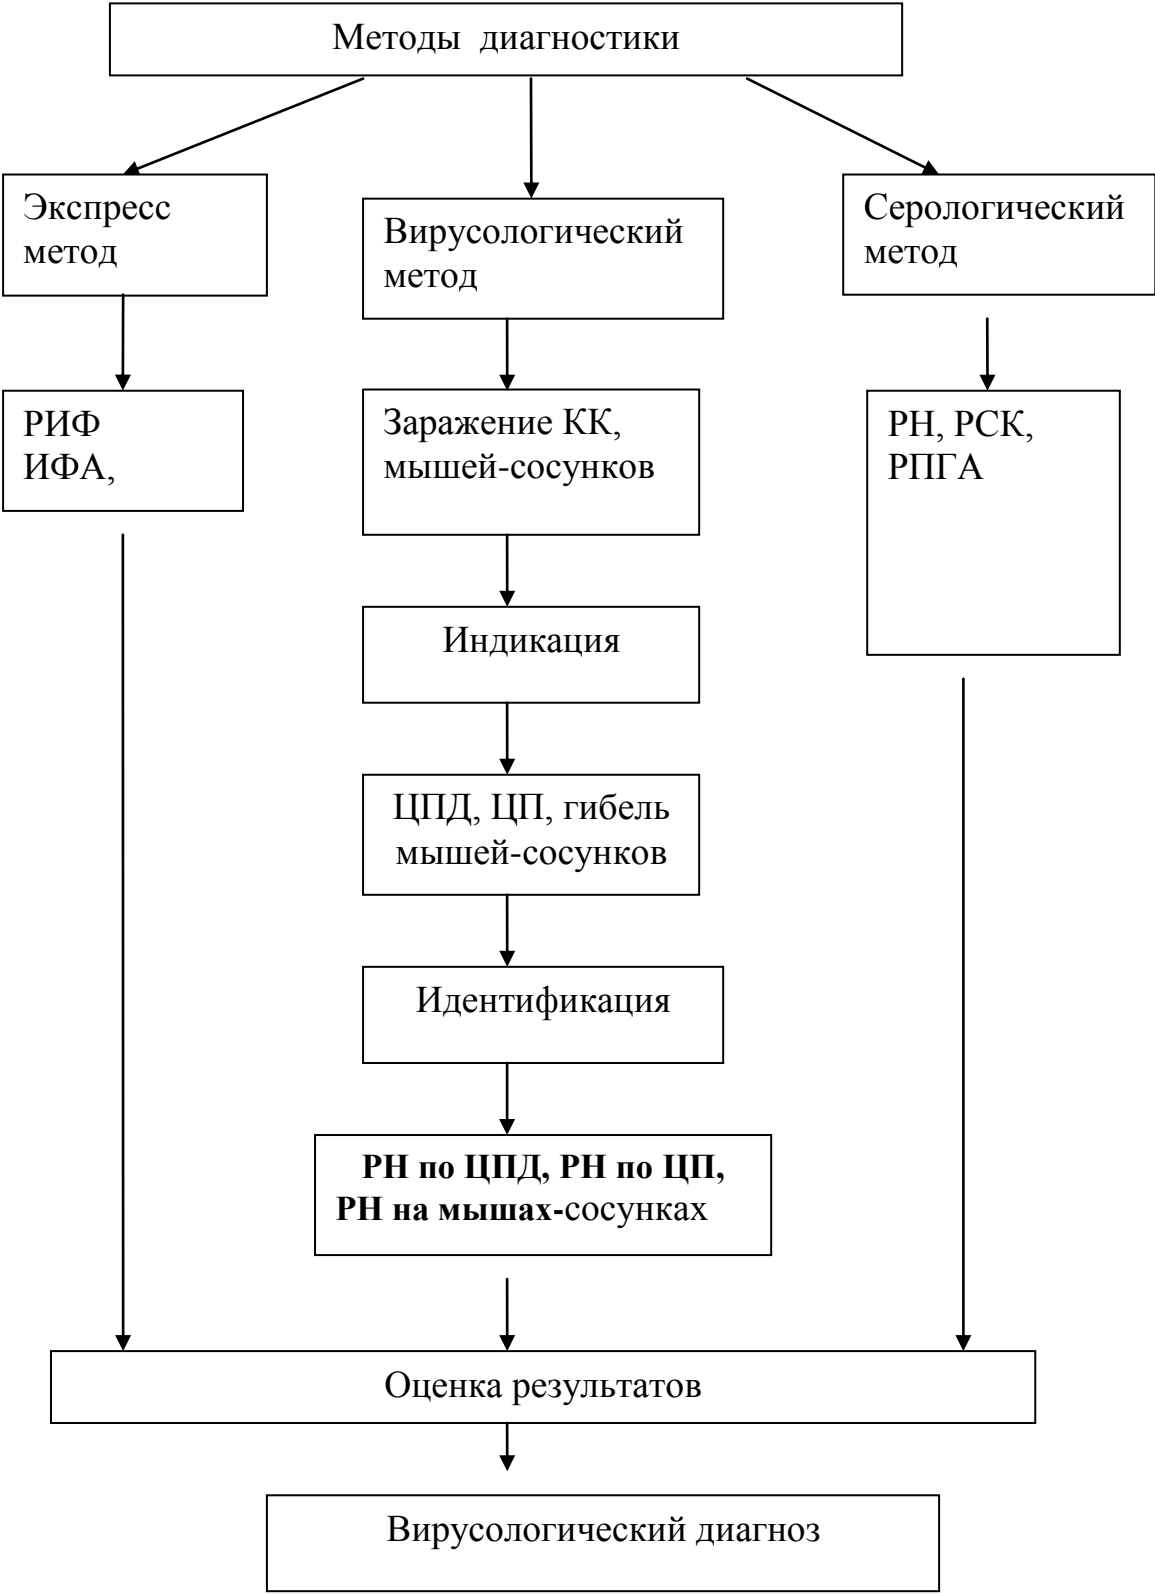 Методы диагностики
Экспресс
метод
Вирусологический
метод
Серологический
метод
РИФ
ИФА,
Заражение КК,
мышей-сосунков
РН, РСК,
РПГА
Индикация
ЦПД, ЦП, гибель
мышей-сосунков
Идентификация
РН по ЦПД, РН по ЦП,
РН на мышах-сосунках
Оценка результатов
Вирусологический диагноз